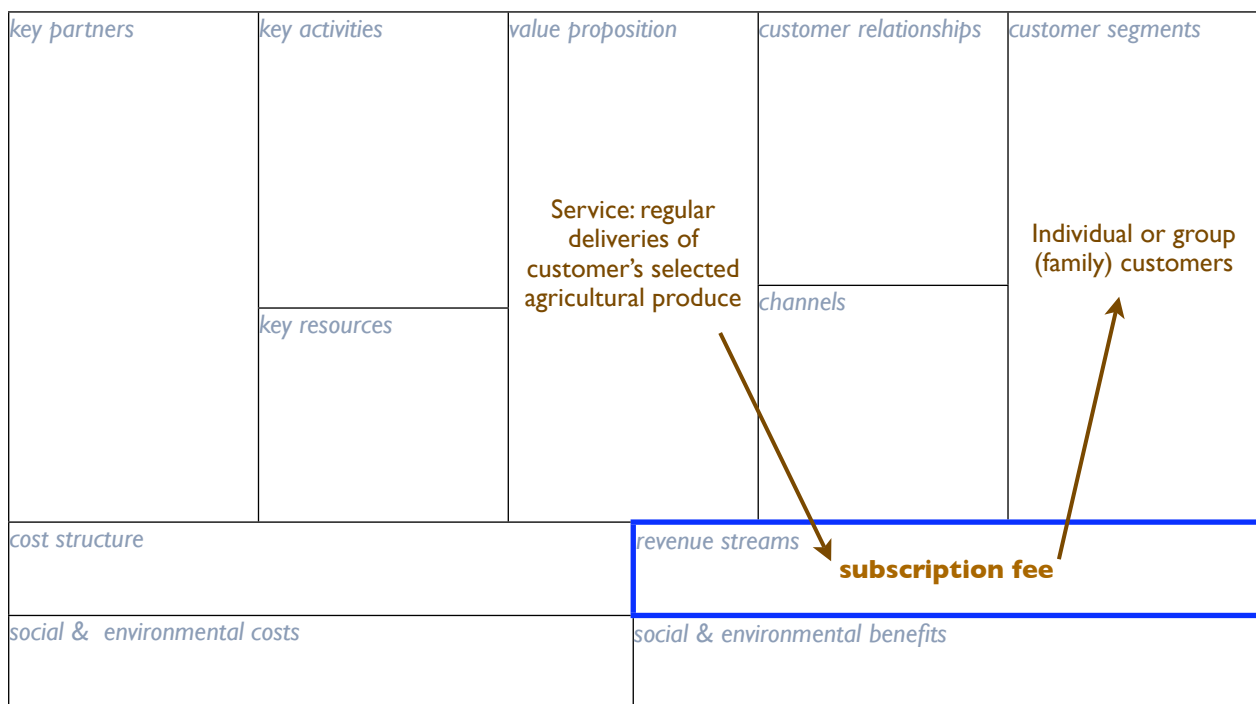 key partners
key activities
value proposition
customer relationships
customer segments
Service: regular
deliveries of
customer’s selected
agricultural produce
Individual or group
(family) customers
key resources
channels
cost structure
revenue streams
subscription fee
social &  environmental costs
social & environmental benefits